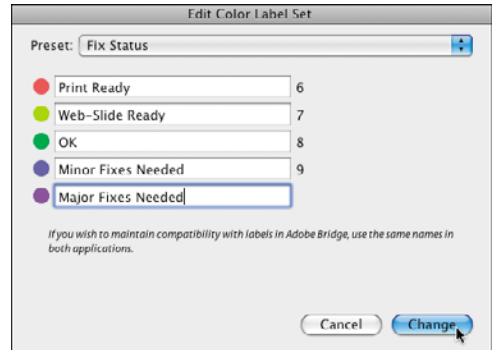 Edit Color Label Set
Preset: Fix Status
Print Ready 6
Web-Slide Ready 7
OK 8
Minor Fixes Needed 9
Major Fixes Needed
If you wish to maintain compatibility with labels in Adobe Bridge, use the same names in
both applications.
Cancel Change